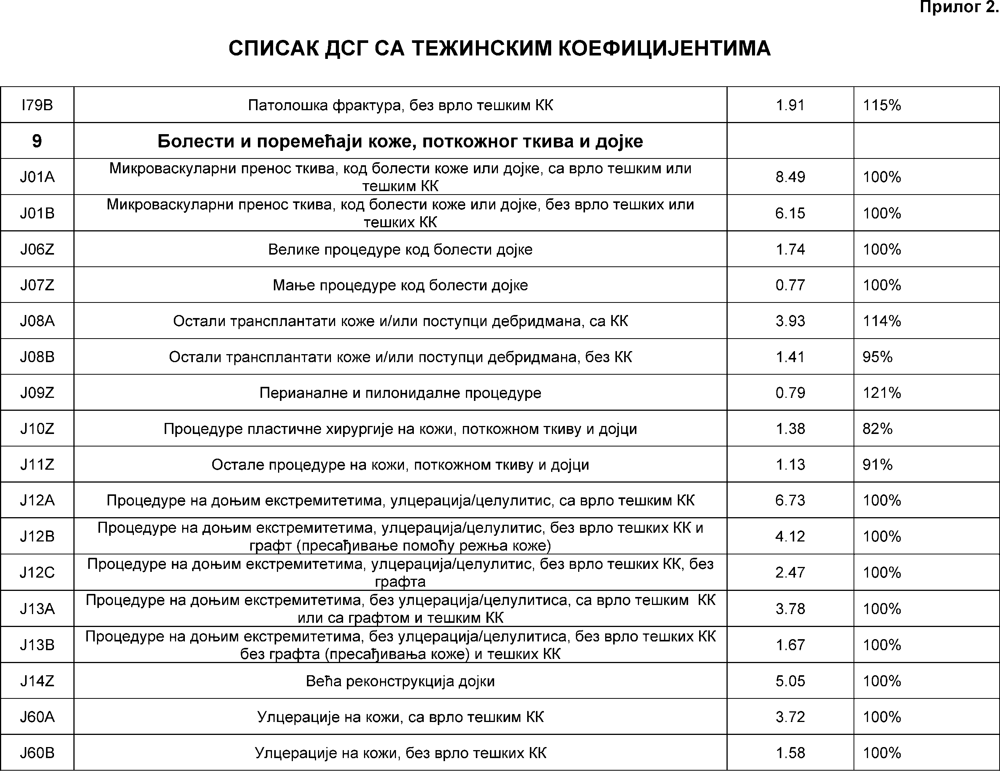 Прилог 2.
СПИСАК ДСГ СА ТЕЖИНСКИМ КОЕФИЦИЈЕНТИМА
I79B Патолошка фрактура, без врло тешким КК 1.91 115%
9 Болести и поремећаји коже, поткожног ткива и дојке
J01A Микроваскуларни пренос ткива, код болести коже или дојке, са врло тешким или
тешким КК 8.49 100%
J01B Микроваскуларни пренос ткива, код болести коже или дојке, без врло тешких или
тешких КК 6.15 100%
J06Z Велике процедуре код болести дојке 1.74 100%
J07Z Мање процедуре код болести дојке 0.77 100%
J08A Остали трансплантати коже и/или поступци дебридмана, са КК 3.93 114%
J08B Остали трансплантати коже и/или поступци дебридмана, без КК 1.41 95%
J09Z Перианалне и пилонидалне процедуре 0.79 121%
J10Z Процедуре пластичне хирургије на кожи, поткожном ткиву и дојци 1.38 82%
J11Z Остале процедуре на кожи, поткожном ткиву и дојци 1.13 91%
J12A Процедуре на доњим екстремитетима, улцерација/целулитис, са врло тешким КК 6.73 100%
J12B Процедуре на доњим екстремитетима, улцерација/целулитис, без врло тешких КК и
графт (пресађивање помоћу режња коже) 4.12 100%
J12C Процедуре на доњим екстремитетима, улцерација/целулитис, без врло тешких КК, без
графта 2.47 100%
J13A Процедуре на доњим екстремитетима, без улцерација/целулитиса, са врло тешким КК
или са графтом и тешким КК 3.78 100%
J13B Процедуре на доњим екстремитетима, без улцерација/целулитиса, без врло тешких КК
без графта (пресађивања коже) и тешких КК 1.67 100%
J14Z Већа реконструкција дојки 5.05 100%
J60A Улцерације на кожи, са врло тешким КК 3.72 100%
J60B Улцерације на кожи, без врло тешких КК 1.58 100%